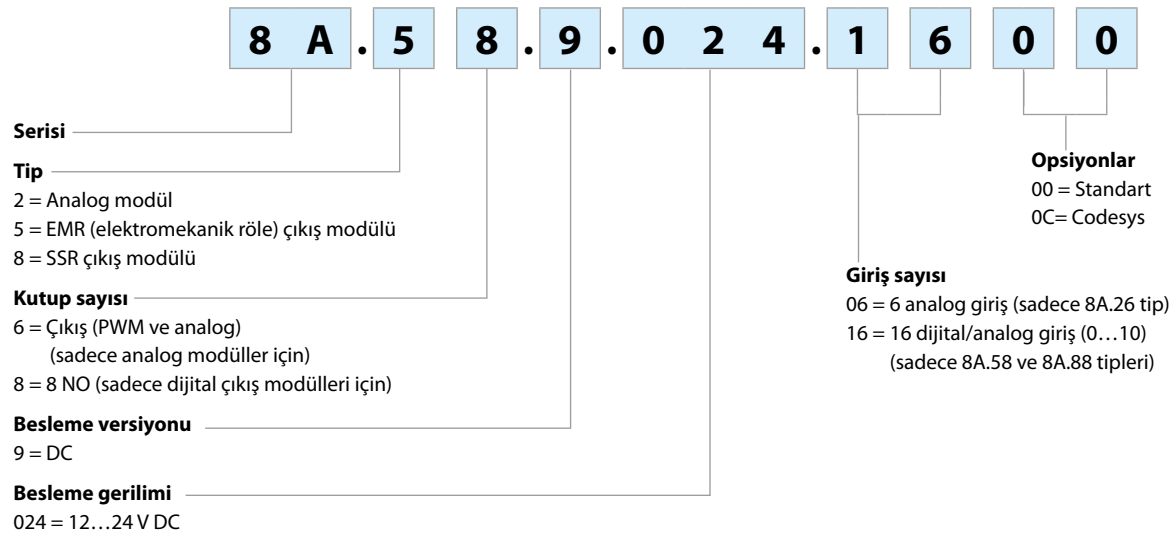 8 A . 5 8 . 9 . 0 2 4 . 1 6 0 0
Serisi
Tip
2 = Analog modül
5 = EMR (elektromekanik röle) çıkış modülü
8 = SSR çıkış modülü
Kutup sayısı
6 = Çıkış (PWM ve analog)
(sadece analog modüller için)
8 = 8 NO (sadece dijital çıkış modülleri için)
Besleme versiyonu
9 = DC
Besleme gerilimi
024 = 12…24 V DC
Opsiyonlar
00 = Standart
0C= Codesys
Giriş sayısı
06 = 6 analog giriş (sadece 8A.26 tip)
16 = 16 dijital/analog giriş (0…10)
(sadece 8A.58 ve 8A.88 tipleri)